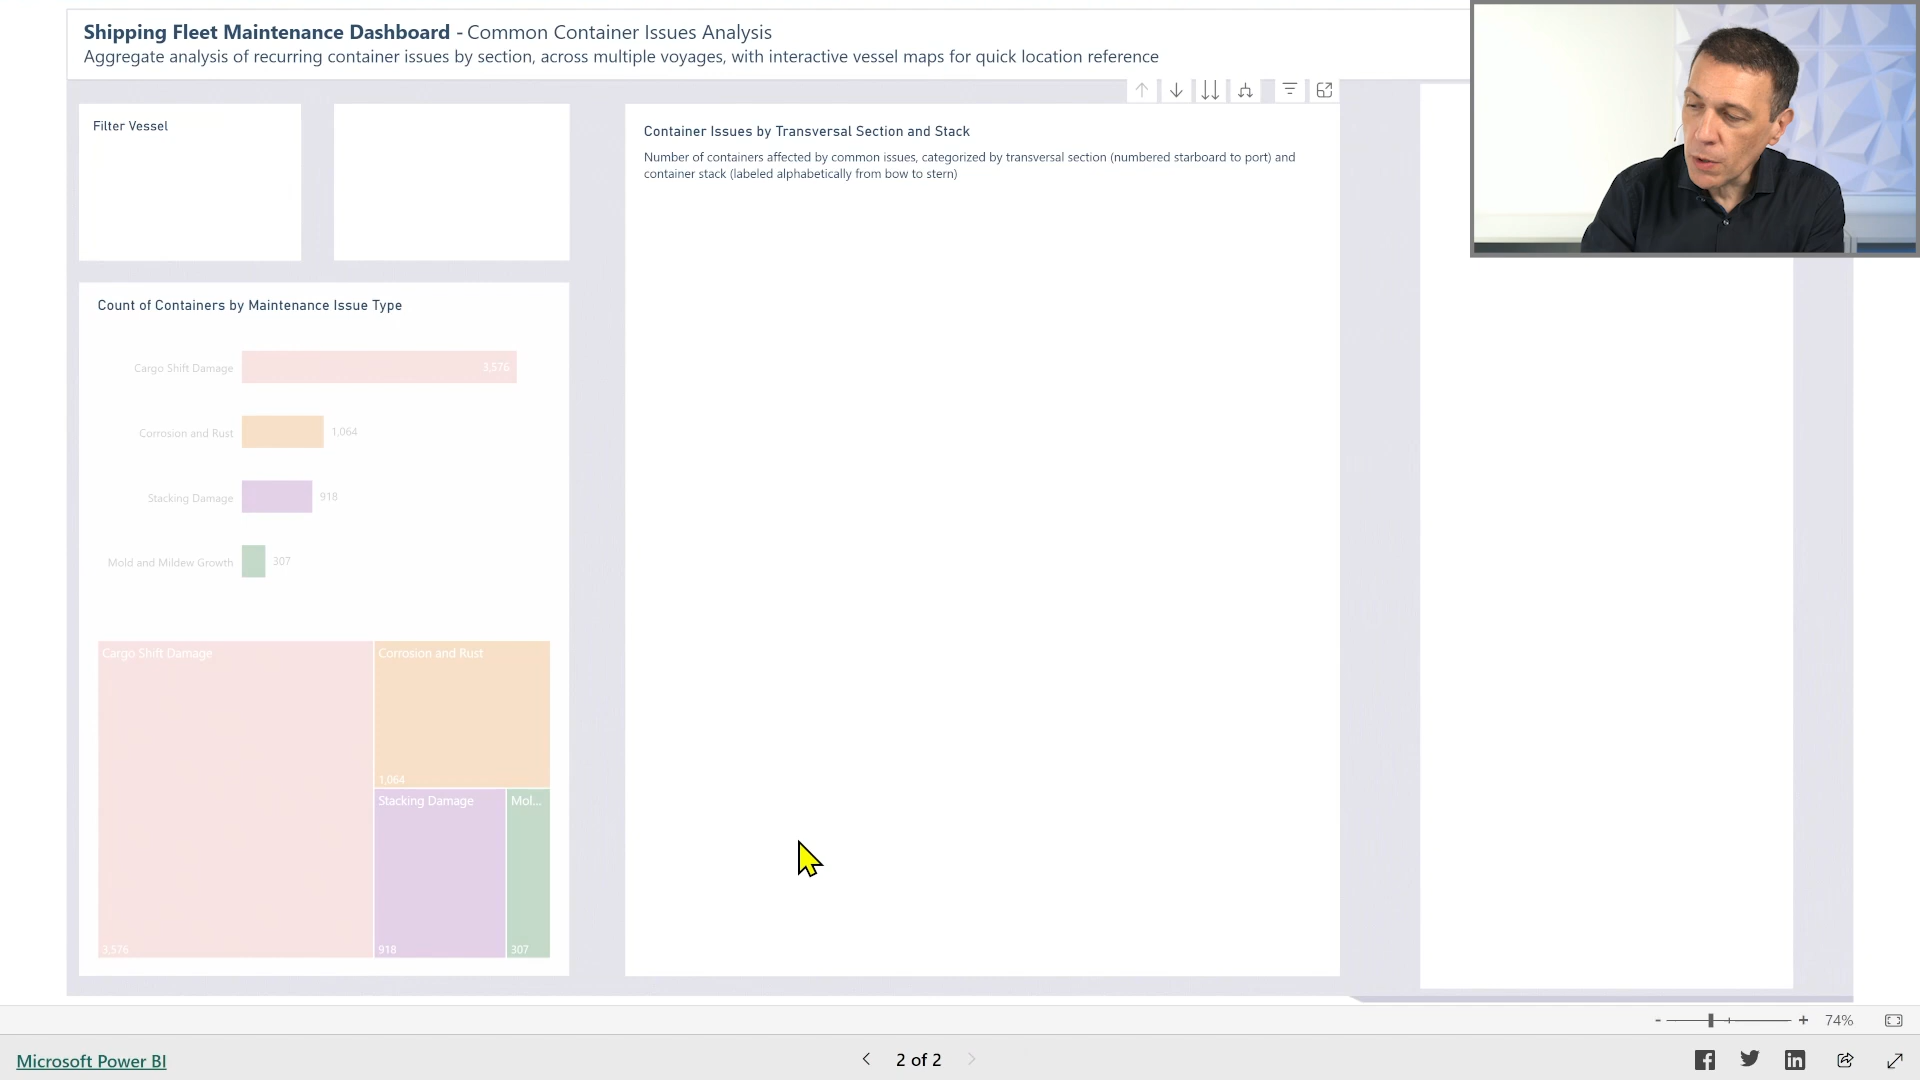 Shipping Fleet Maintenance Dashboard - Common Container Issues Analysis
Aggregate analysis of recurring container issues by section, across multiple voyages, with interactive vessel maps for quick location reference
Filter Vessel
Container Issues by Transversal Section and Stack
Number of containers affected by common issues, categorized by transversal section (numbered starboard to port) and
container stack (labeled alphabetically from bow to stern)
Count of Containers by Maintenance Issue Type
Cargo Shift Damage 3,576
Corrosion and Rust 1,064
Stacking Damage 918
Mold and Mildew Growth 307
Cargo Shift Damage
3,576
Corrosion and Rust
1,064
Stacking Damage
918
Mol...
307
- + 74%
Microsoft Power BI
2 of 2